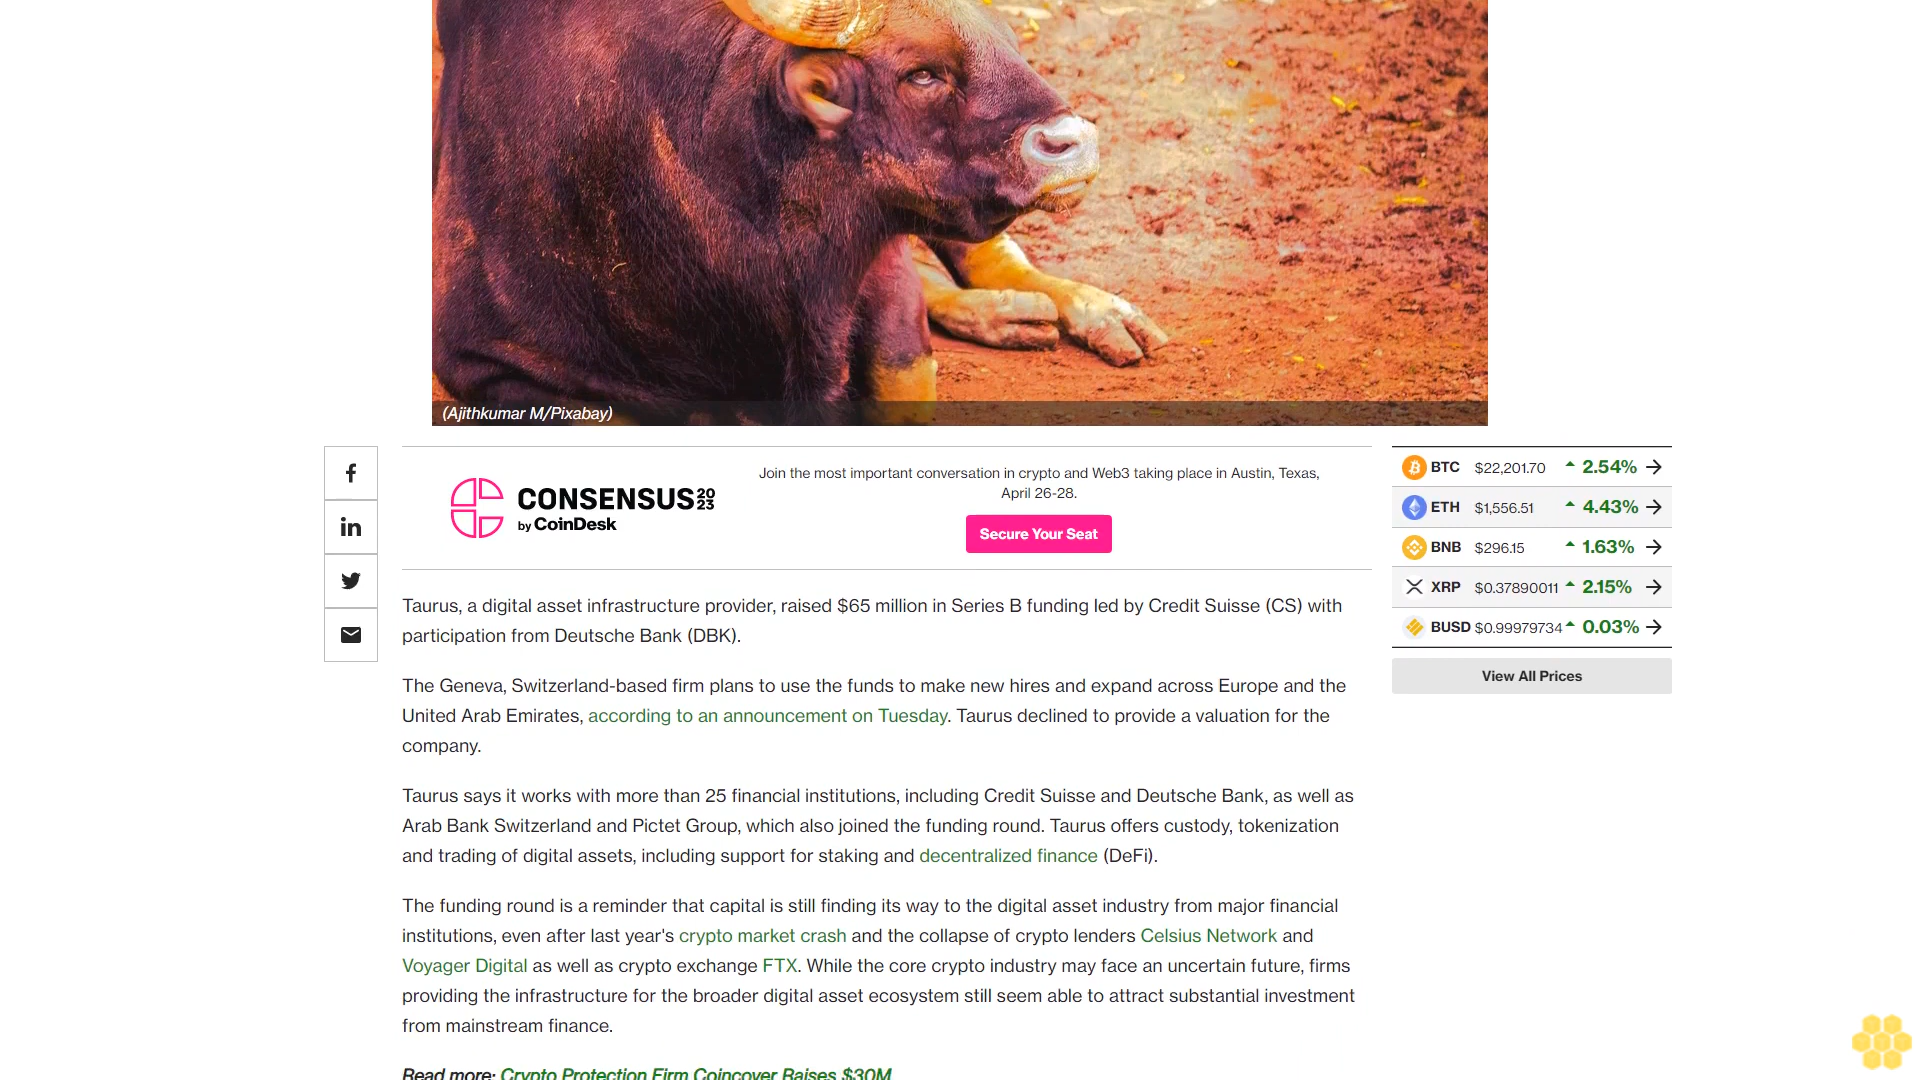 (Ajithkumar M/Pixabay)
CONSENSUS 2023
by CoinDesk
Join the most important conversation in crypto and Web3 taking place in Austin, Texas,
April 26-28.
Secure Your Seat
Taurus, a digital asset infrastructure provider, raised $65 million in Series B funding led by Credit Suisse (CS) with
participation from Deutsche Bank (DBK).
The Geneva, Switzerland-based firm plans to use the funds to make new hires and expand across Europe and the
United Arab Emirates, according to an announcement on Tuesday. Taurus declined to provide a valuation for the
company.
Taurus says it works with more than 25 financial institutions, including Credit Suisse and Deutsche Bank, as well as
Arab Bank Switzerland and Pictet Group, which also joined the funding round. Taurus offers custody, tokenization
and trading of digital assets, including support for staking and decentralized finance (DeFi).
The funding round is a reminder that capital is still finding its way to the digital asset industry from major financial
institutions, even after last year's crypto market crash and the collapse of crypto lenders Celsius Network and
Voyager Digital as well as crypto exchange FTX. While the core crypto industry may face an uncertain future, firms
providing the infrastructure for the broader digital asset ecosystem still seem able to attract substantial investment
from mainstream finance.
Read more: Crypto Protection Firm Coincover Raises $30M
BTC $22,201.70 2.54%
ETH $1,556.51 4.43%
BNB $296.15 1.63%
XRP $0.37890011 2.15%
BUSD $0.99979734 0.03%
View All Prices